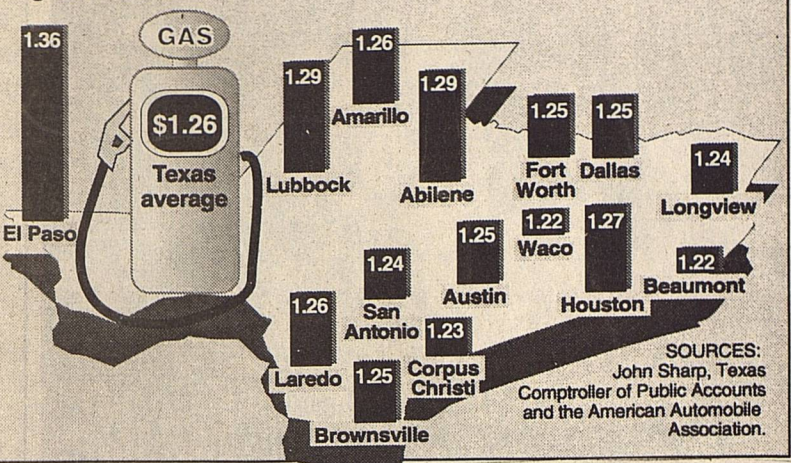 1.36
El Paso
GAS
$1.26
Texas
average
1.29
Lubbock
1.26
Amarillo
1.29
Abilene
1.25
Fort
Worth
1.25
Dallas
1.24
Longview
1.22
Waco
1.27
Houston
1.22
Beaumont
1.25
Austin
1.24
San
Antonio
1.26
Laredo
1.23
Corpus
Christi
1.25
Brownsville
SOURCES:
John Sharp, Texas
Comptroller of Public Accounts
and the American Automobile
Association.